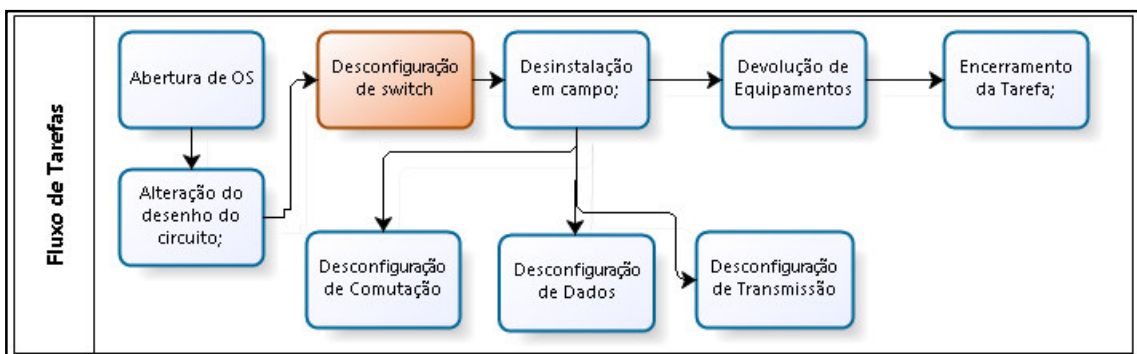 Fluxo de Tarefas
Abertura de OS
Alteração do
desenho do
circuito;
Desconfiguração
de switch
Desinstalação
em campo;
Devolução de
Equipamentos
Encerramento
da Tarefa;
Desconfiguração
de Comutação
Desconfiguração
de Dados
Desconfiguração
de Transmissão